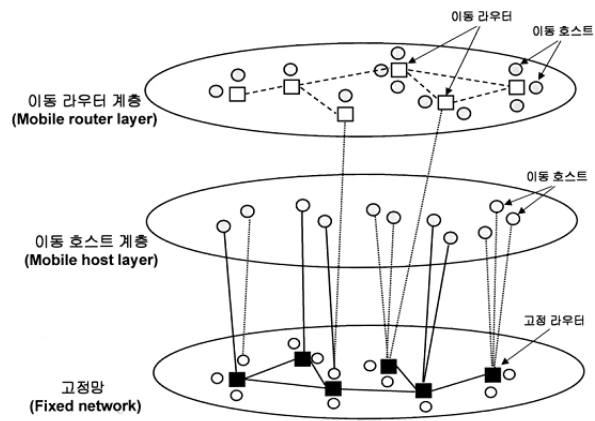 이동 라우터
이동 호스트
이동 라우터 계층
(Mobile router layer)
이동 호스트
이동 호스트 계층
(Mobile host layer)
고정 라우터
고정망
(Fixed network)